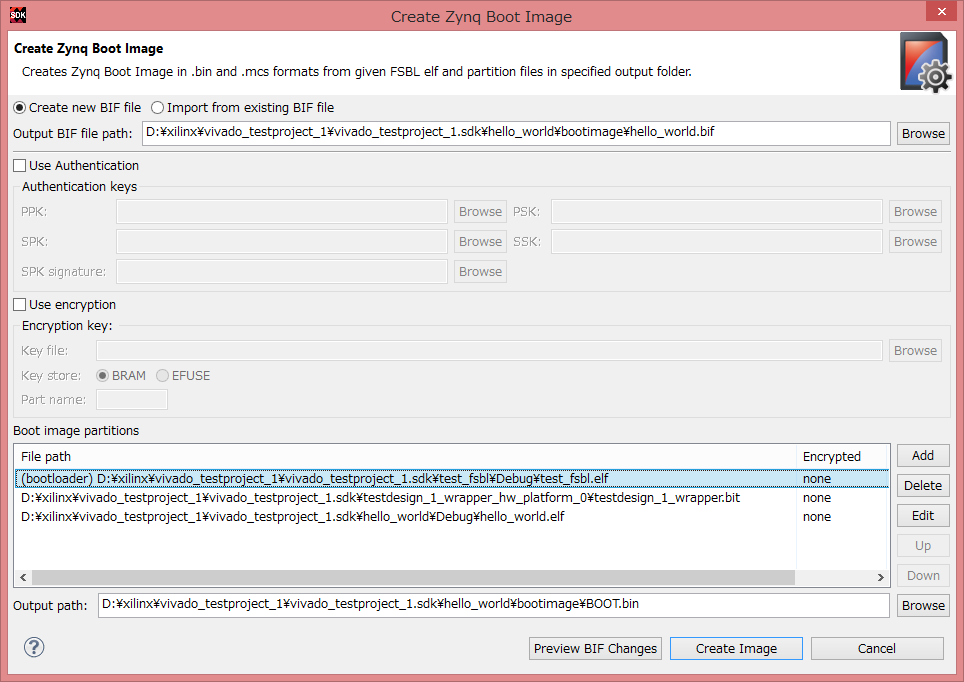 SDK
Create Zynq Boot Image
Create Zynq Boot Image
Creates Zynq Boot Image in .bin and .mcs formats from given FSBL elf and partition files in specified output folder.
Create new BIF file Import from existing BIF file
Output BIF file path: D:¥xilinx¥vivado_testproject_1¥vivado_testproject_1.sdk¥hello_world¥bootimage¥hello_world.bif Browse
Use Authentication
Authentication keys
PPK: Browse PSK: Browse
SPK: Browse SSK: Browse
SPK signature: Browse
Use encryption
Encryption key:
Key file: Browse
Key store: BRAM EFUSE
Part name:
Boot image partitions
File path Encrypted Add
(bootloader) D:¥xilinx¥vivado_testproject_1¥vivado_testproject_1.sdk¥test_fsbl¥Debug¥test_fsbl.elf none Delete
D:¥xilinx¥vivado_testproject_1¥vivado_testproject_1.sdk¥testdesign_1_wrapper_hw_platform_0¥testdesign_1_wrapper.bit none
D:¥xilinx¥vivado_testproject_1¥vivado_testproject_1.sdk¥hello_world¥Debug¥hello_world.elf none Edit
Up
Down
Output path: D:¥xilinx¥vivado_testproject_1¥vivado_testproject_1.sdk¥hello_world¥bootimage¥BOOT.bin Browse
? Preview BIF Changes Create Image Cancel